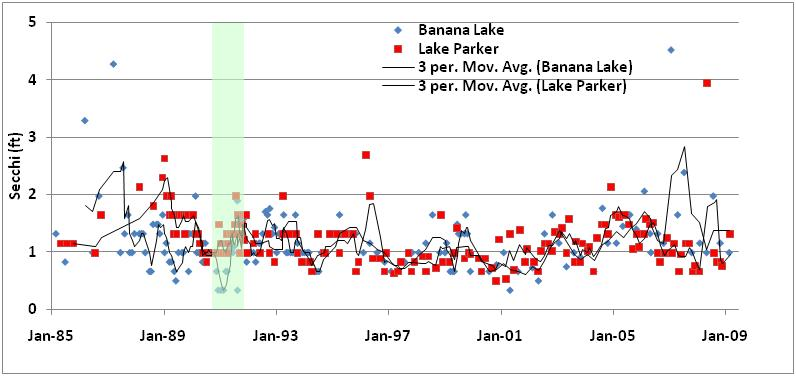 Banana Lake
Lake Parker
3 per. Mov. Avg. (Banana Lake)
3 per. Mov. Avg. (Lake Parker)
Secchi (ft)
5
4
3
2
1
0
Jan-85 Jan-89 Jan-93 Jan-97 Jan-01 Jan-05 Jan-09